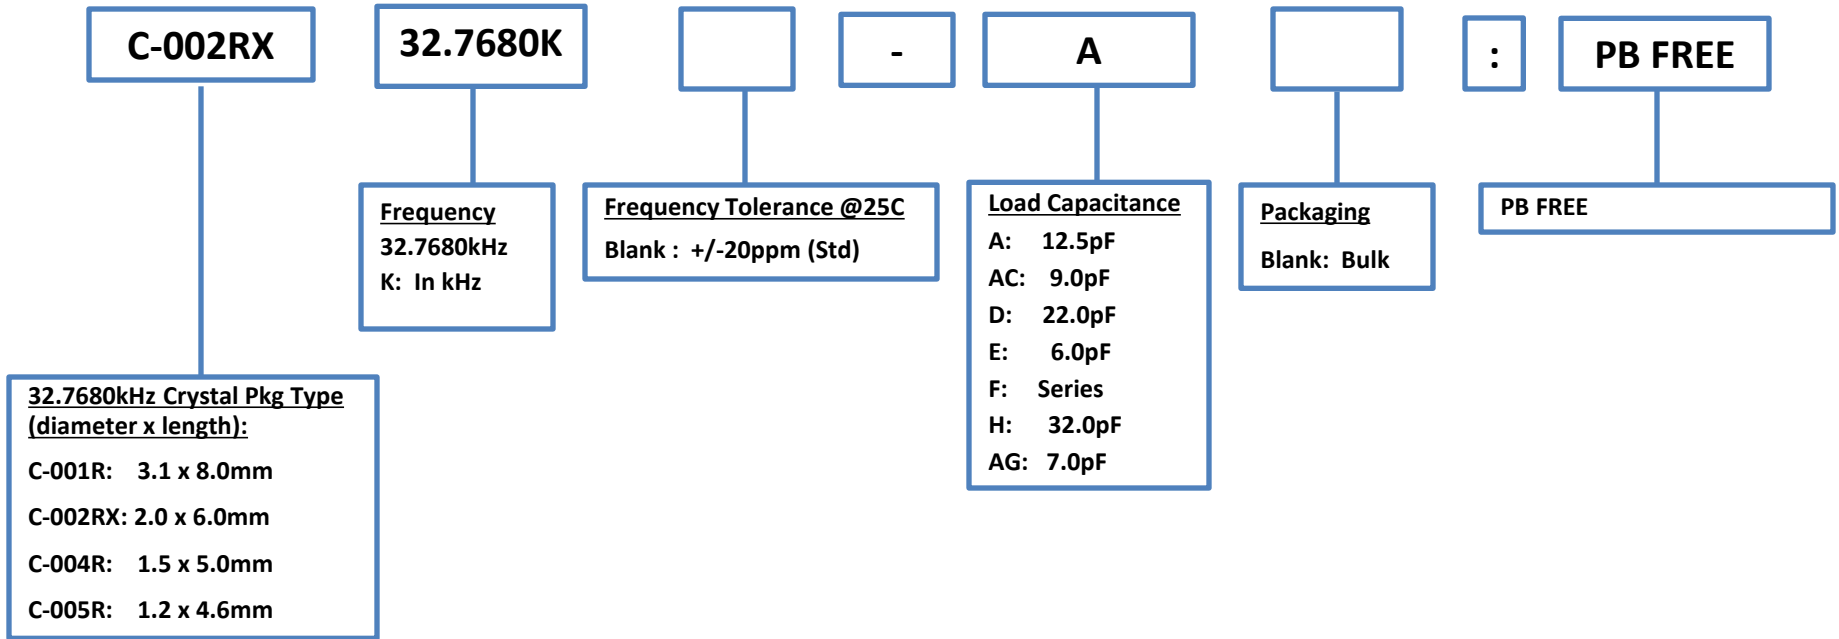 C-002RX
32.7680K
-
A
:
PB FREE
Frequency
32.7680kHz
K: In kHz
Frequency Tolerance @25C
Blank : +/-20ppm (Std)
Load Capacitance
A: 12.5pF
AC: 9.0pF
D: 22.0pF
E: 6.0pF
F: Series
H: 32.0pF
AG: 7.0pF
Packaging
Blank: Bulk
PB FREE
32.7680kHz Crystal Pkg Type
(diameter x length):
C-001R: 3.1 x 8.0mm
C-002RX: 2.0 x 6.0mm
C-004R: 1.5 x 5.0mm
C-005R: 1.2 x 4.6mm